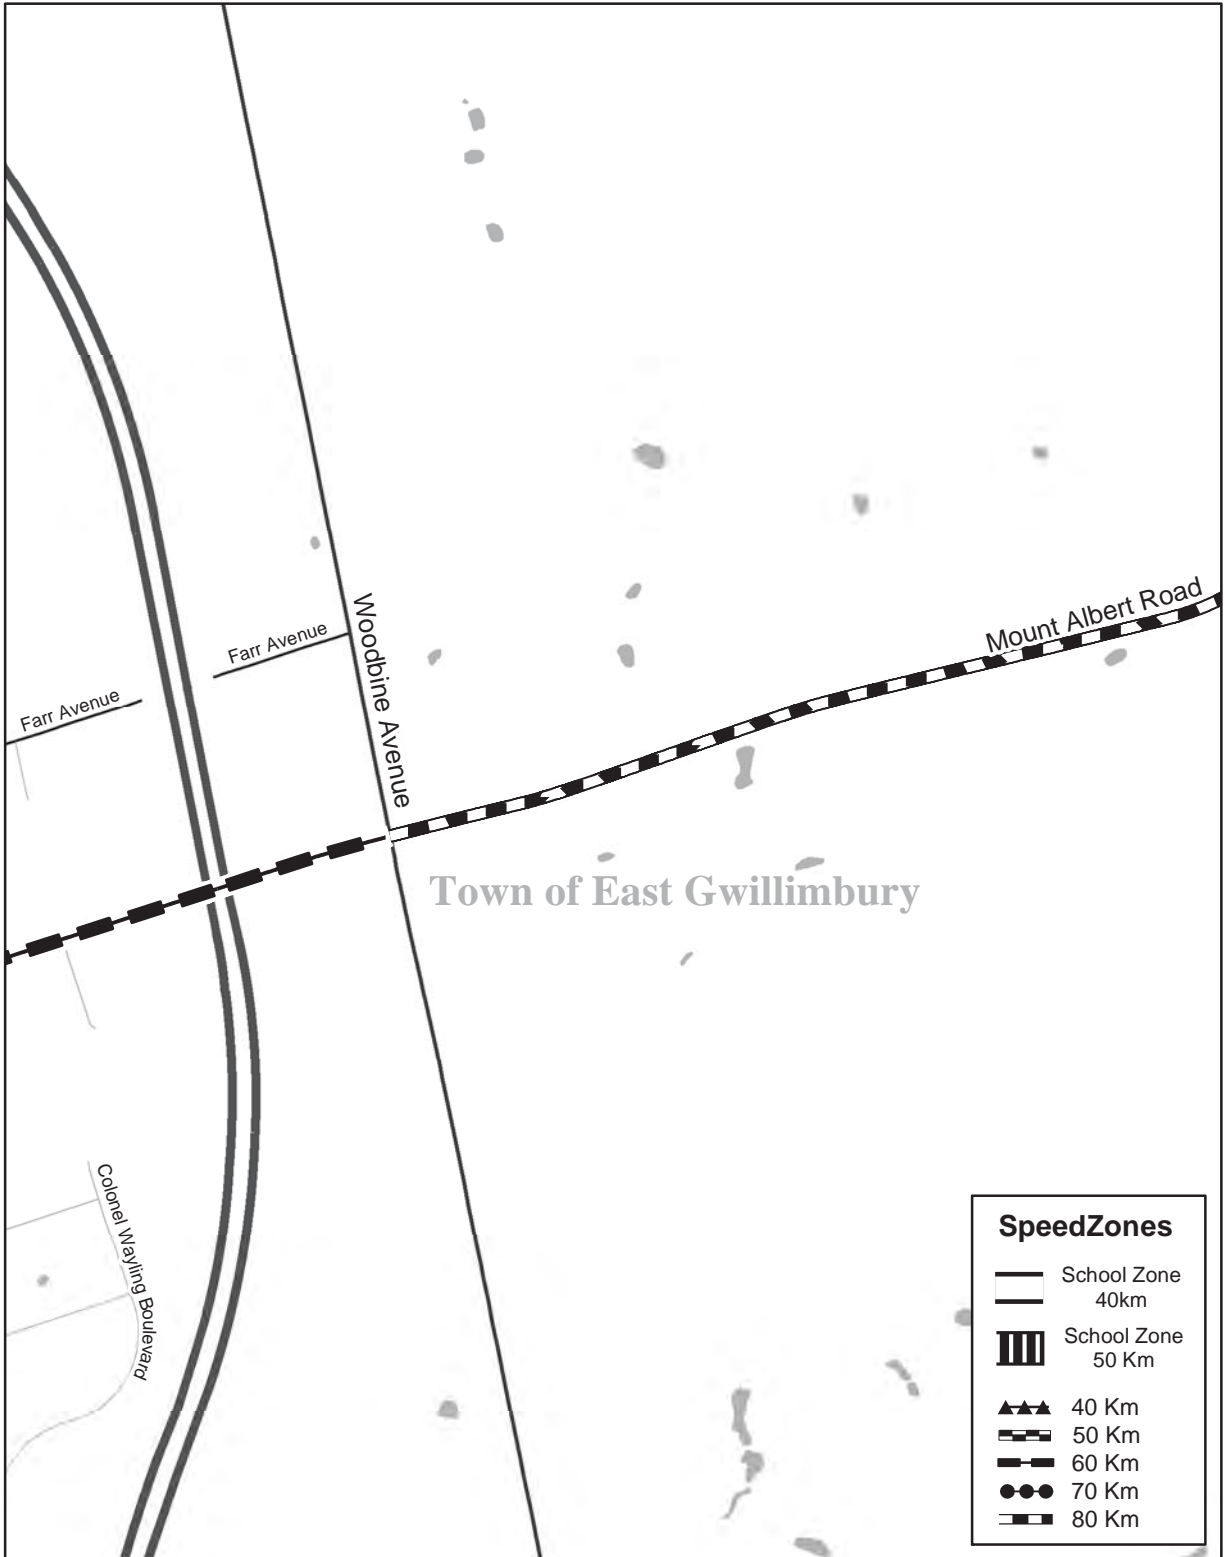 Mount Albert Road
Woodbine Avenue
Farr Avenue
Farr Avenue
Town of East Gwillimbury
Colonel Wayling Boulevard
SpeedZones
School Zone
40km
School Zone
50 Km
40 Km
50 Km
60 Km
70 Km
80 Km